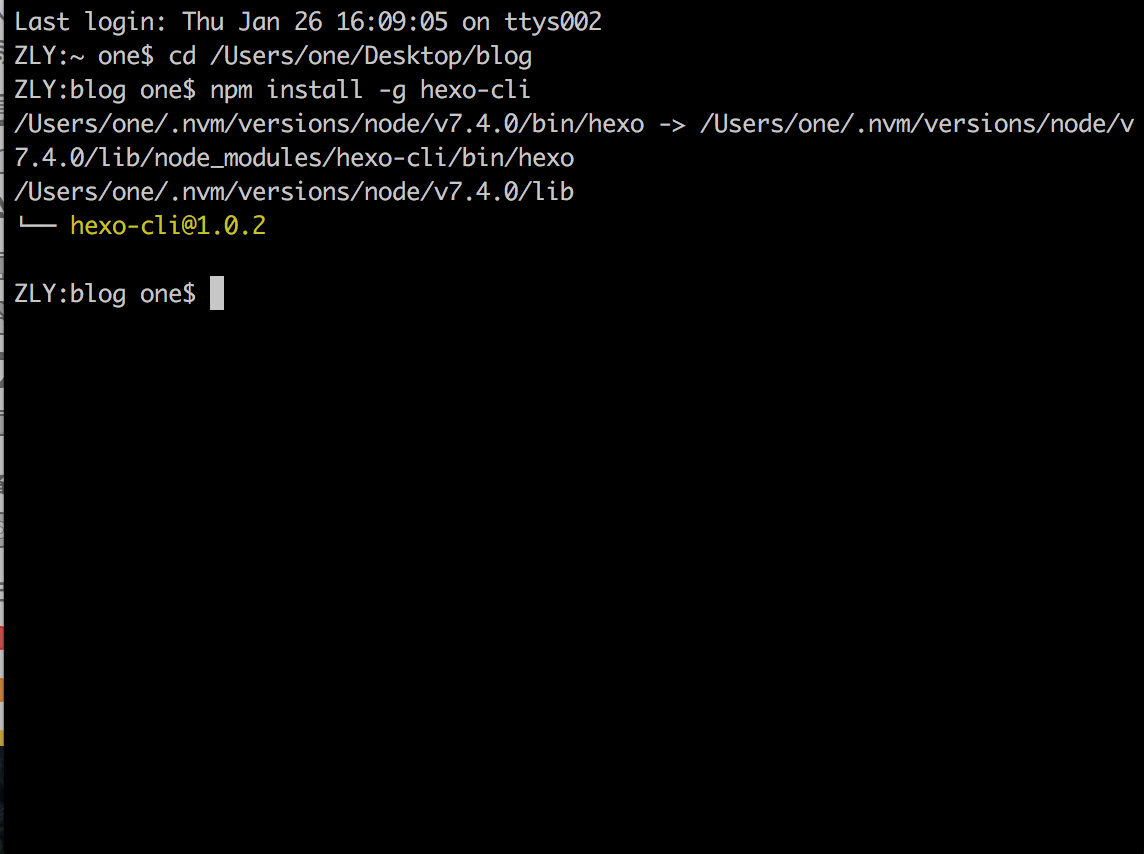 Last login: Thu Jan 26 16:09:05 on ttys002
ZLY:~ one$ cd /Users/one/Desktop/blog
ZLY:blog one$ npm install -g hexo-cli
/Users/one/.nvm/versions/node/v7.4.0/bin/hexo -> /Users/one/.nvm/versions/node/v
7.4.0/lib/node_modules/hexo-cli/bin/hexo
/Users/one/.nvm/versions/node/v7.4.0/lib
└── hexo-cli@1.0.2
ZLY:blog one$